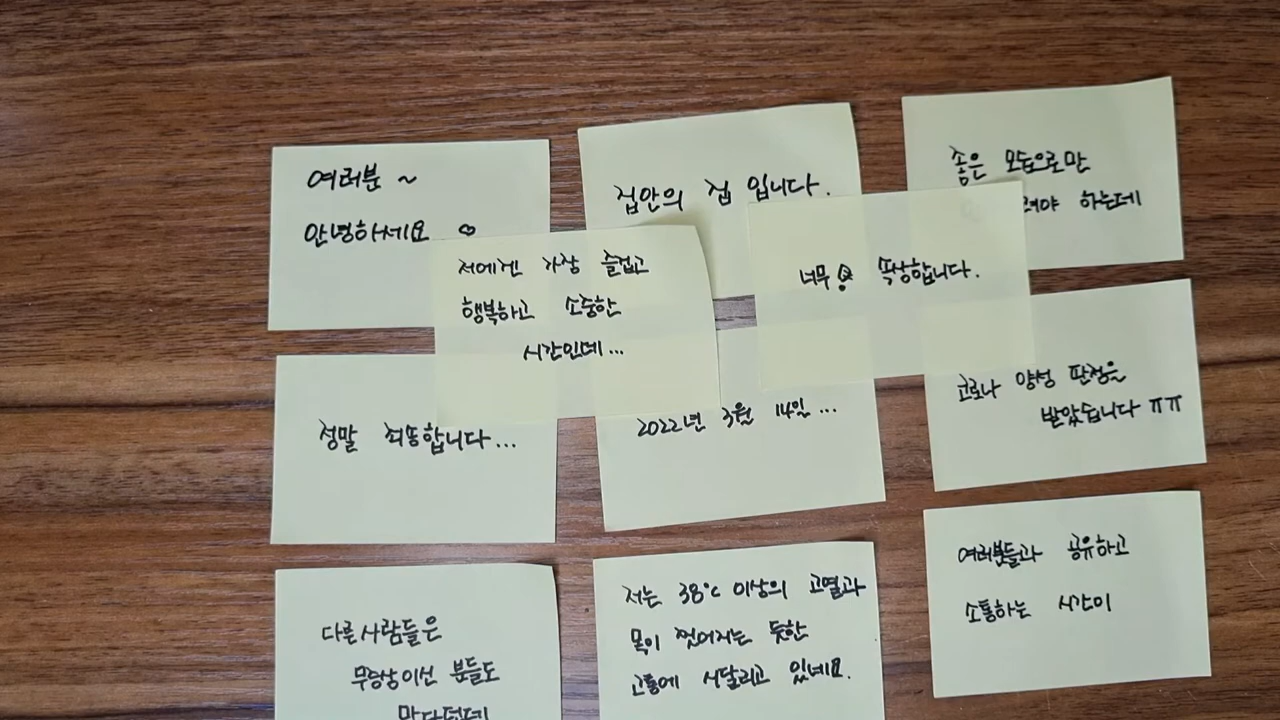 여러분 ~
안녕하세요
집안의 집 입니다.
좋은 모습으로만
하는데
저에겐 가장 즐겁고
행복하고 소중한
시간인데...
너무 속상합니다.
정말 죄송합니다...
2022년 3월 14일...
코로나 양성 판정을
받았습니다 ㅠㅠ
다른 사람들은
무증상이신 분들도
많다던데
저는 38℃ 이상의 고열과
목이 찢어지는 듯한
고통에 시달리고 있네요.
여러분들과 공유하고
소통하는 시간이